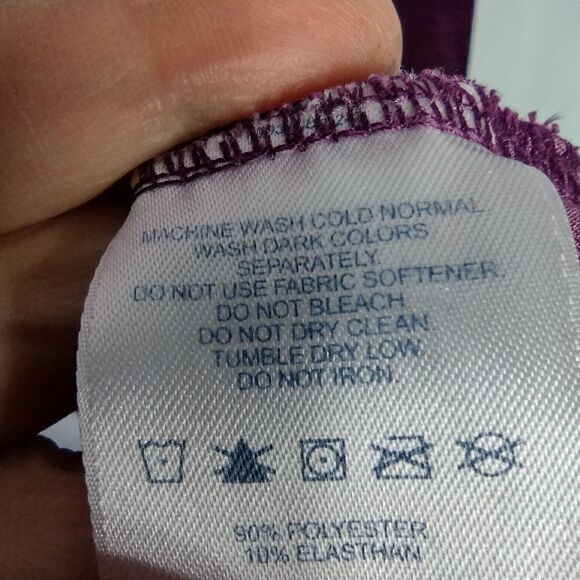 MACHINE WASH COLD NORMAL
WASH DARK COLORS
SEPARATELY.
DO NOT USE FABRIC SOFTENER.
DO NOT BLEACH.
DO NOT DRY CLEAN.
TUMBLE DRY LOW.
DO NOT IRON.
90% POLYESTER
10% ELASTHAN